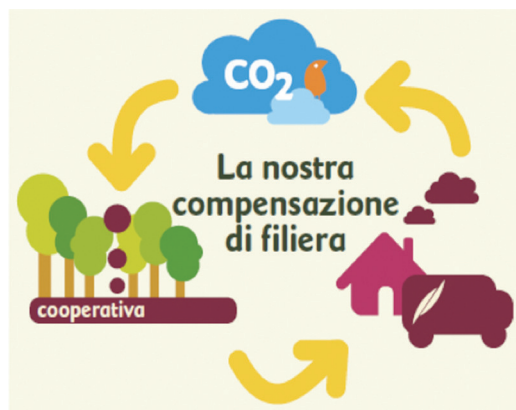 CO2
La nostra
compensazione
di filiera
cooperativa